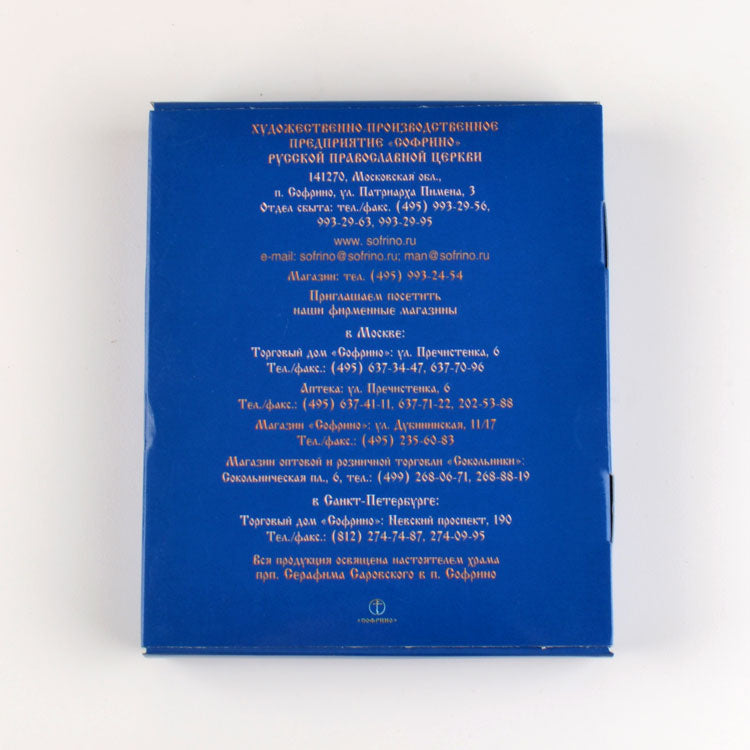 ХУДОЖЕСТВЕННО-ПРОИЗВОДСТВЕННОЕ
ПРЕДПРИЯТИЕ «СОФРИНО»
РУССКОЙ ПРАВОСЛАВНОЙ ЦЕРКВИ
141270, Московская обл.,
п. Софрино, ул. Патриарха Пимена, 3
Отдел сбыта: тел./факс. (495) 993-29-56,
993-29-63, 993-29-95
www. sofrino.ru
e-mail: sofrino@sofrino.ru; man@sofrino.ru
Магазин: тел. (495) 993-24-54
Приглашаем посетить
наши фирменные магазины
в Москве:
Торговый дом «Софрино»: ул. Пречистенка, 6
Тел./факс.: (495) 637-34-47, 637-70-96
Аптека: ул. Пречистенка, 6
Тел./факс.: (495) 637-41-11, 637-71-22, 202-53-88
Магазин «Софрино»: ул. Дубининская, 11/17
Тел./факс.: (495) 235-60-83
Магазин оптовой и розничной торговли «Сокольники»:
Сокольническая пл., 6, тел.: (499) 268-06-71, 268-88-19
в Санкт-Петербурге:
Торговый дом «Софрино»: Невский проспект, 190
Тел./факс.: (812) 274-74-87, 274-09-95
Вся продукция освящена настоятелем храма
прп. Серафима Саровского в п. Софрино
«СОФРИНО»